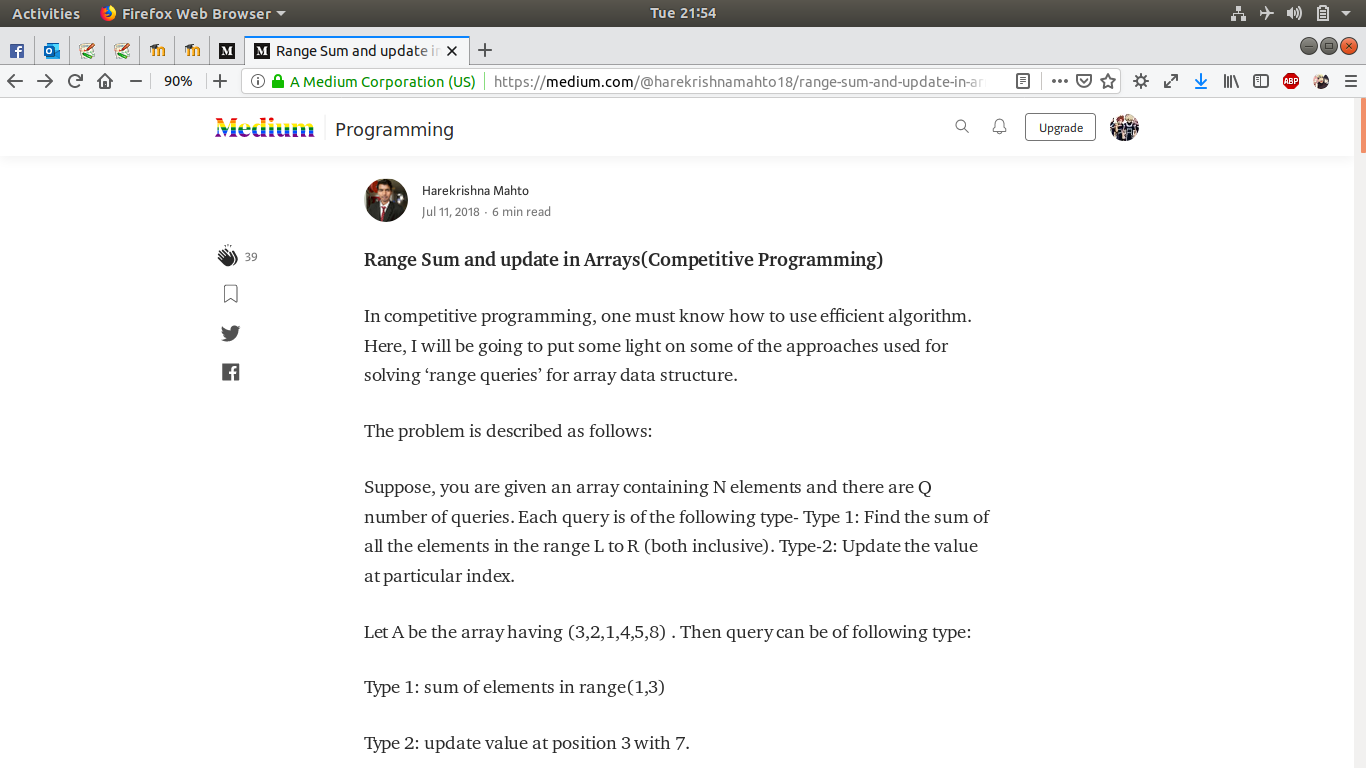 Activities Firefox Web Browser Tue 21:54
Range Sum and update in
90% A Medium Corporation (US) https://medium.com/@harekrishnamahto18/range-sum-and-update-in-ar
ABP
Medium Programming Upgrade
Harekrishna Mahto
Jul 11, 2018 · 6 min read
39
Range Sum and update in Arrays(Competitive Programming)
In competitive programming, one must know how to use efficient algorithm.
Here, I will be going to put some light on some of the approaches used for
solving ‘range queries’ for array data structure.
The problem is described as follows:
Suppose, you are given an array containing N elements and there are Q
number of queries. Each query is of the following type- Type 1: Find the sum of
all the elements in the range L to R (both inclusive). Type-2: Update the value
at particular index.
Let A be the array having (3,2,1,4,5,8) . Then query can be of following type:
Type 1: sum of elements in range(1,3)
Type 2: update value at position 3 with 7.